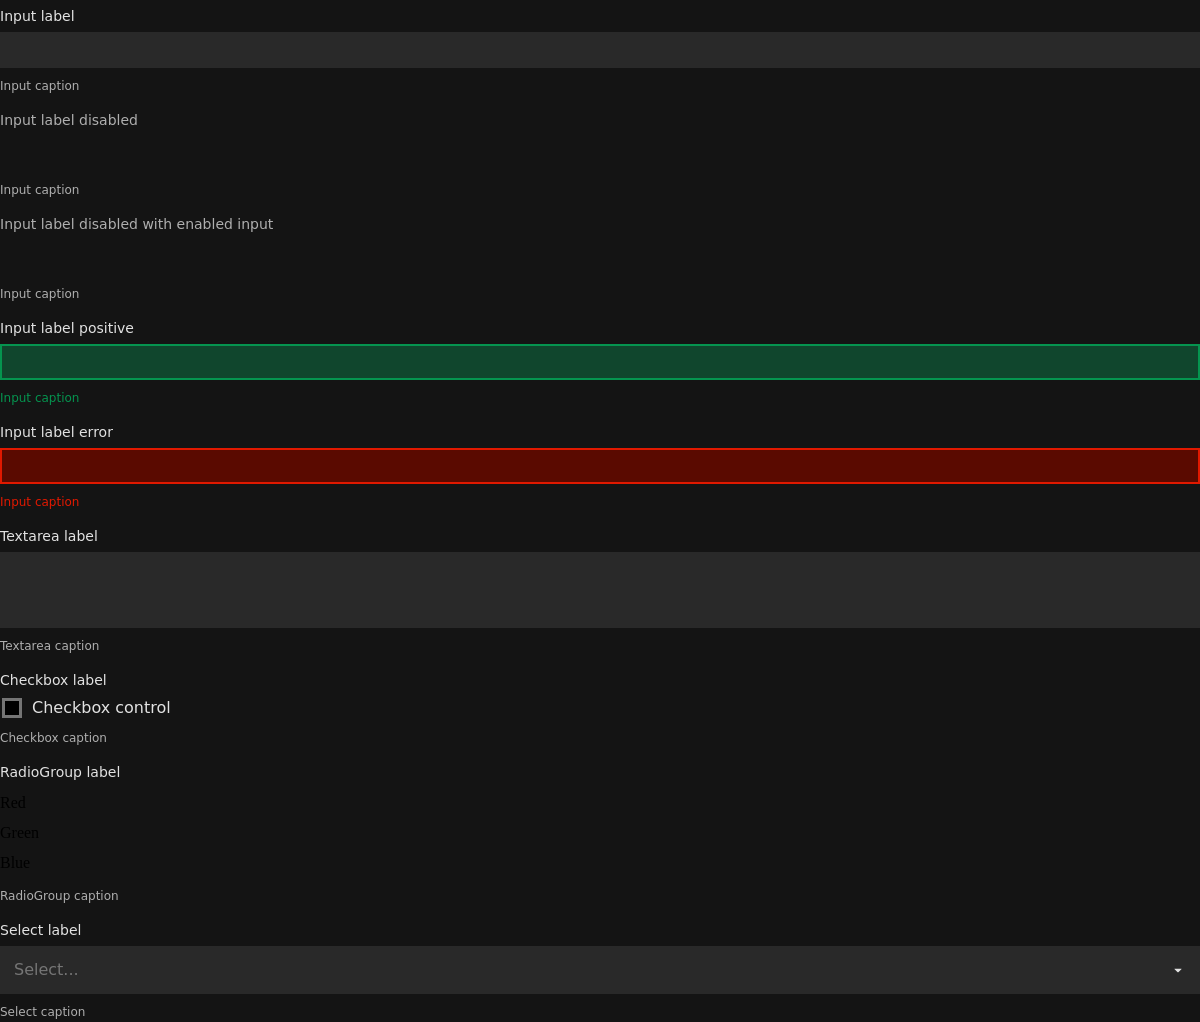 Input label
Input caption
Input label disabled
Input caption
Input label disabled with enabled input
Input caption
Input label positive
Input caption
Input label error
Input caption
Textarea label
Textarea caption
Checkbox label
Checkbox control
Checkbox caption
RadioGroup label
Red
Green
Blue
RadioGroup caption
Select label
Select...
Select caption